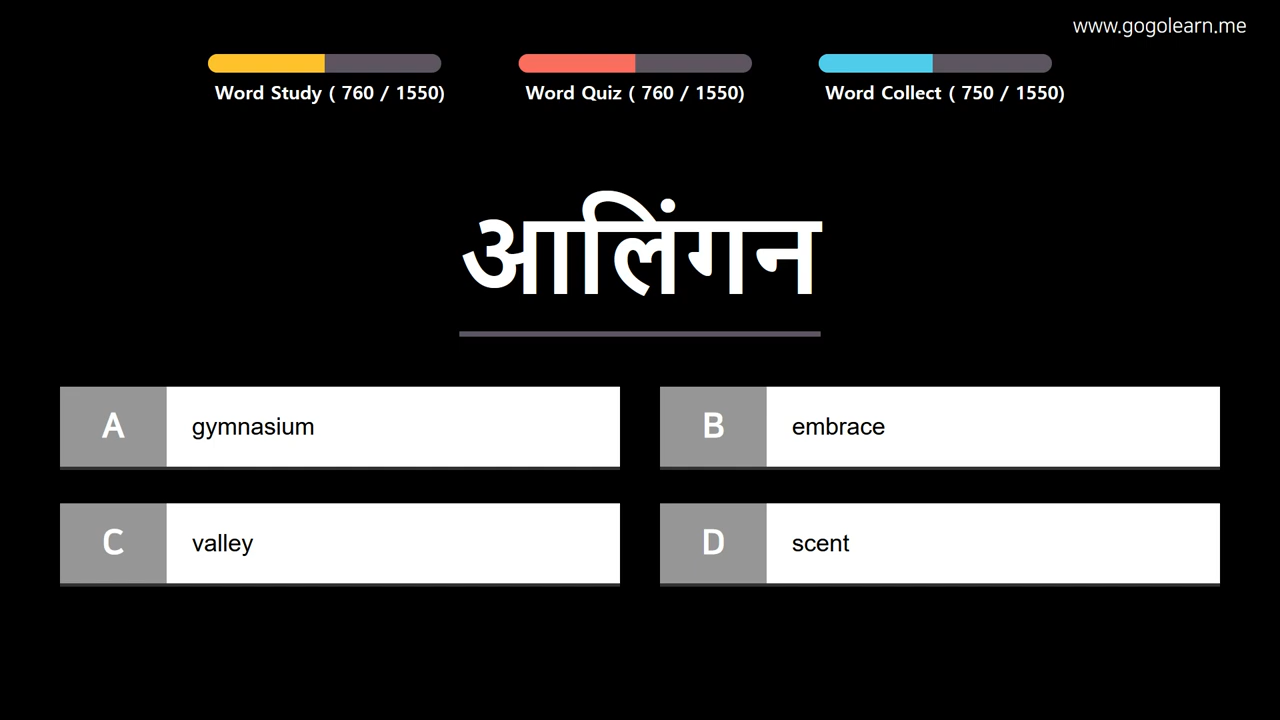 www.gogolearn.me
Word Study ( 760 / 1550)
Word Quiz ( 760 / 1550)
Word Collect ( 750 / 1550)
आलिंगन
A gymnasium
B embrace
C valley
D scent